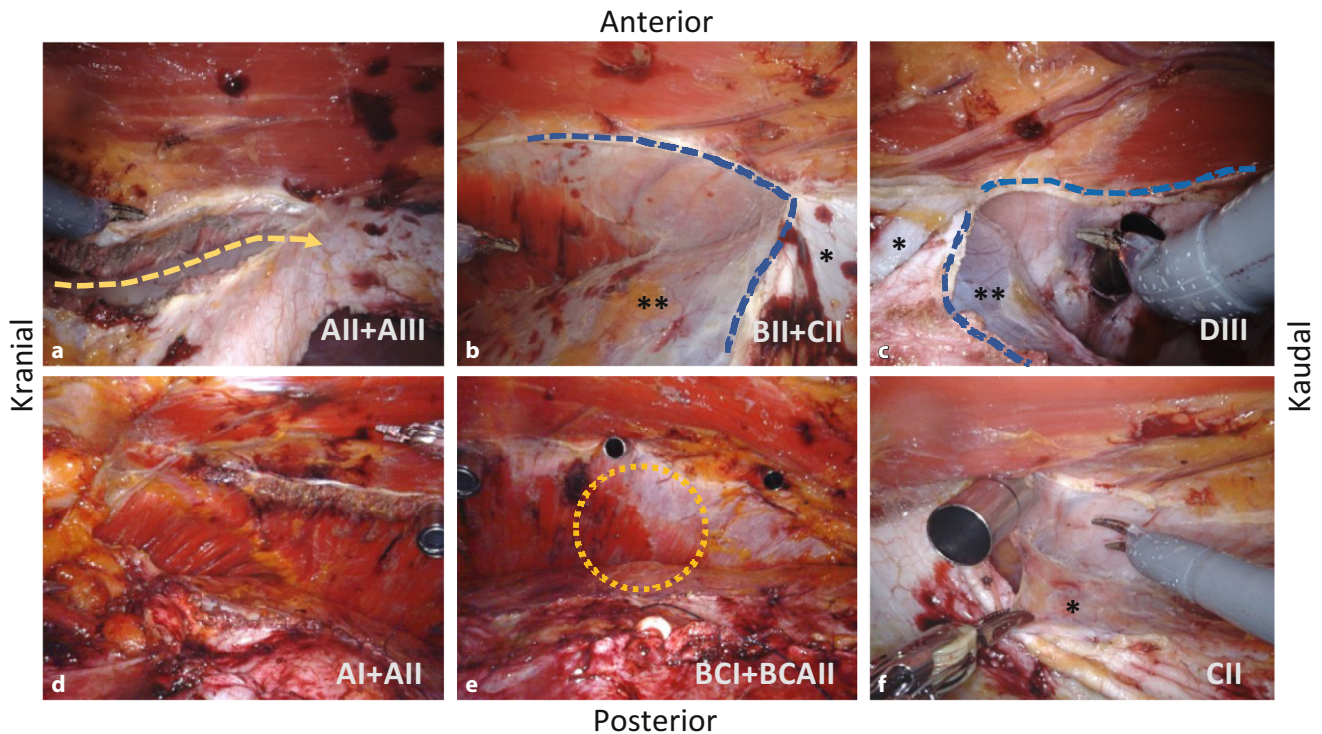 Anterior
Kranial
Kaudal
a
AII+AIII
b
**
*
BII+CII
c
*
**
DIII
d
AI+AII
e
BCI+BCAII
f
*
CII
Posterior